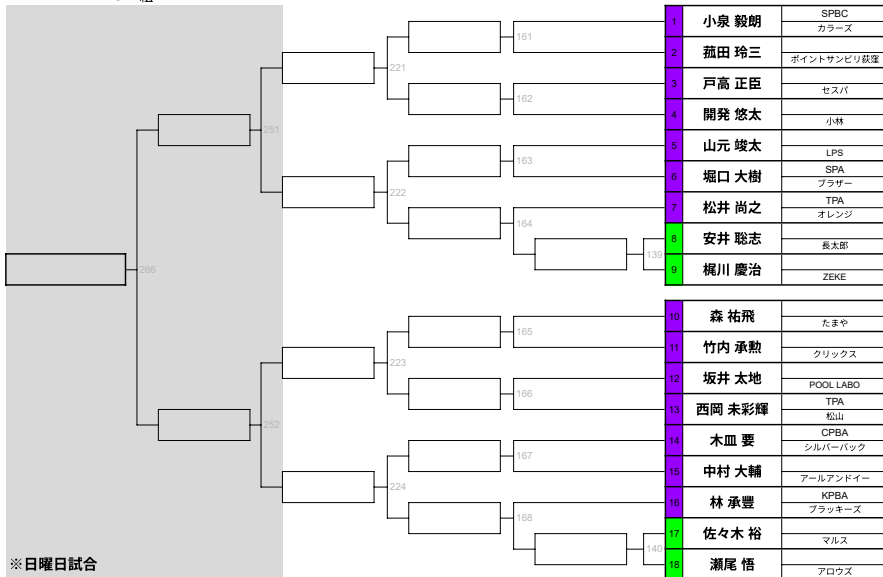 1 小泉 毅朗 SPBC カラーズ
161
2 菰田 玲三 ポイントサンビリ荻窪
221
3 戸高 正臣 セスパ
162
4 開発 悠太 小林
251
5 山元 竣太 LPS
163
6 堀口 大樹 SPA ブラザー
222
7 松井 尚之 TPA オレンジ
164
8 安井 聡志 長太郎
139
9 梶川 慶治 ZEKE
266
10 森 祐飛 たまや
165
11 竹内 承勲 クリックス
223
12 坂井 太地 POOL LABO
166
13 西岡 未彩輝 TPA 松山
252
14 木皿 要 CPBA シルバーバック
167
15 中村 大輔 アールアンドイー
224
16 林 承豊 KPBA ブラッキーズ
168
17 佐々木 裕 マルス
140
18 瀬尾 悟 アロウズ
※日曜日試合